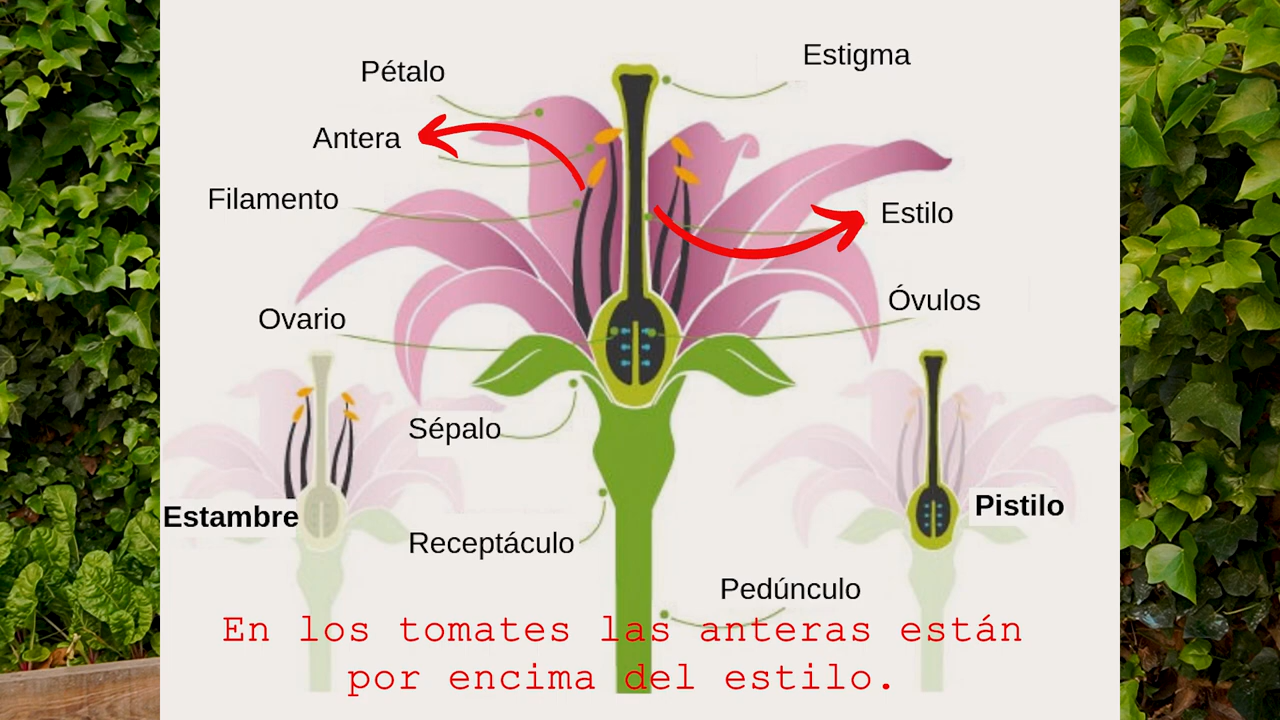 Pétalo
Estigma
Antera
Filamento
Estilo
Ovario
Óvulos
Sépalo
Estambre
Pistilo
Receptáculo
Pedúnculo
En los tomates las anteras están
por encima del estilo.